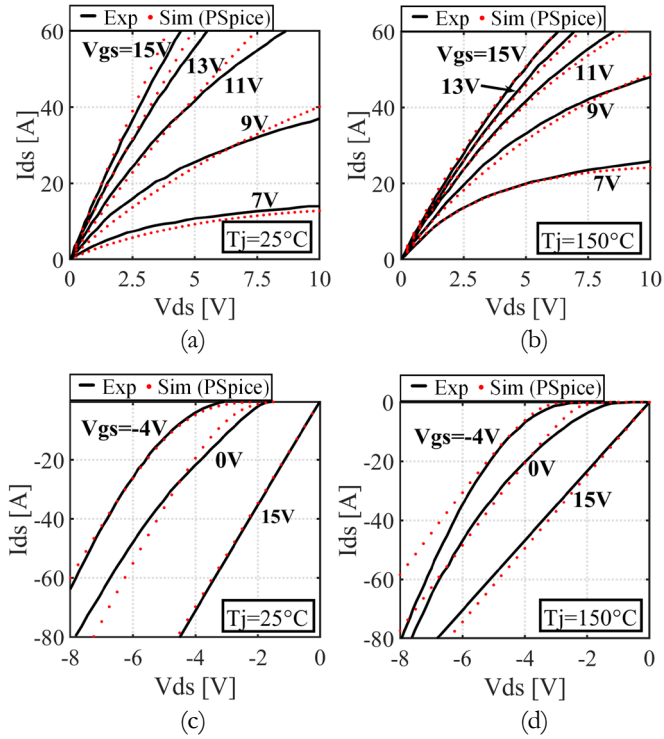 Exp Sim (PSpice)
60
40
20
0
Ids [A]
Vgs=15V
13V
11V
9V
7V
Tj=25°C
0 2.5 5 7.5 10
Vds [V]
(a)
Exp Sim (PSpice)
60
40
20
0
Ids [A]
Vgs=15V
13V
11V
9V
7V
Tj=150°C
0 2.5 5 7.5 10
Vds [V]
(b)
Exp Sim (PSpice)
-20
-40
-60
-80
Ids [A]
Vgs=-4V
0V
15V
Tj=25°C
-8 -6 -4 -2 0
Vds [V]
(c)
Exp Sim (PSpice)
0
-20
-40
-60
-80
Ids [A]
Vgs=-4V
0V
15V
Tj=150°C
-8 -6 -4 -2 0
Vds [V]
(d)